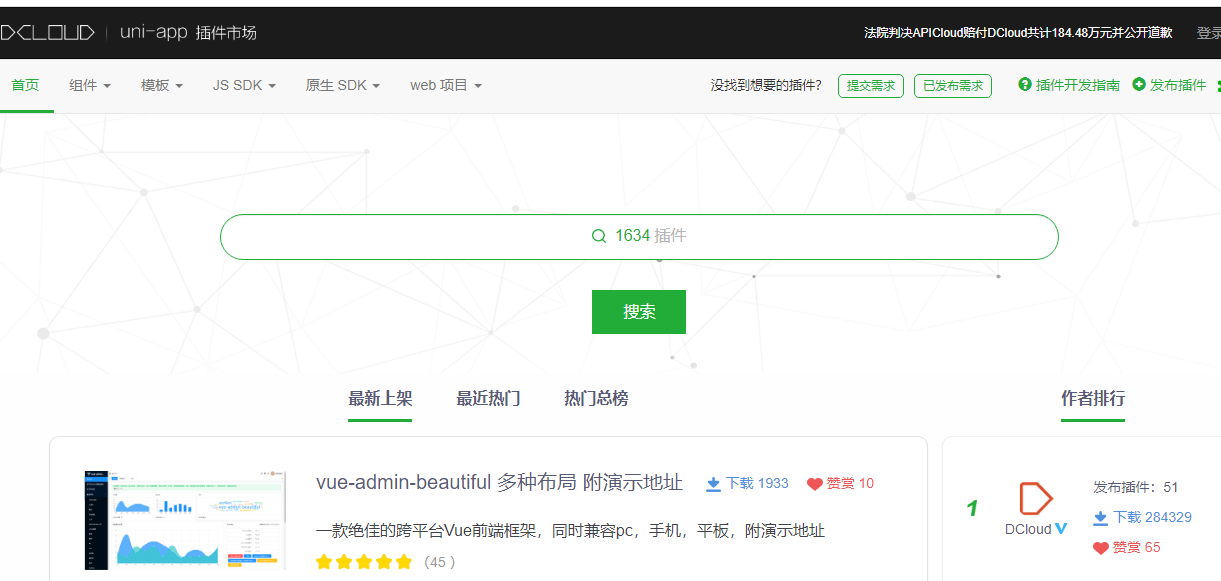 DCLOUD uni-app 插件市场 法院判决APICloud赔付DCloud共计184.48万元并公开道歉 登录
首页 组件 模板 JS SDK 原生 SDK web 项目 没找到想要的插件? 提交需求 已发布需求 插件开发指南 发布插件
1634 插件
搜索
最新上架 最近热门 热门总榜 作者排行
vue-admin-beautiful 多种布局 附演示地址 下载 1933 赞赏 10
一款绝佳的跨平台Vue前端框架，同时兼容pc，手机，平板，附演示地址
(45 )
1
DCloud V
发布插件：51
下载 284329
赞赏 65